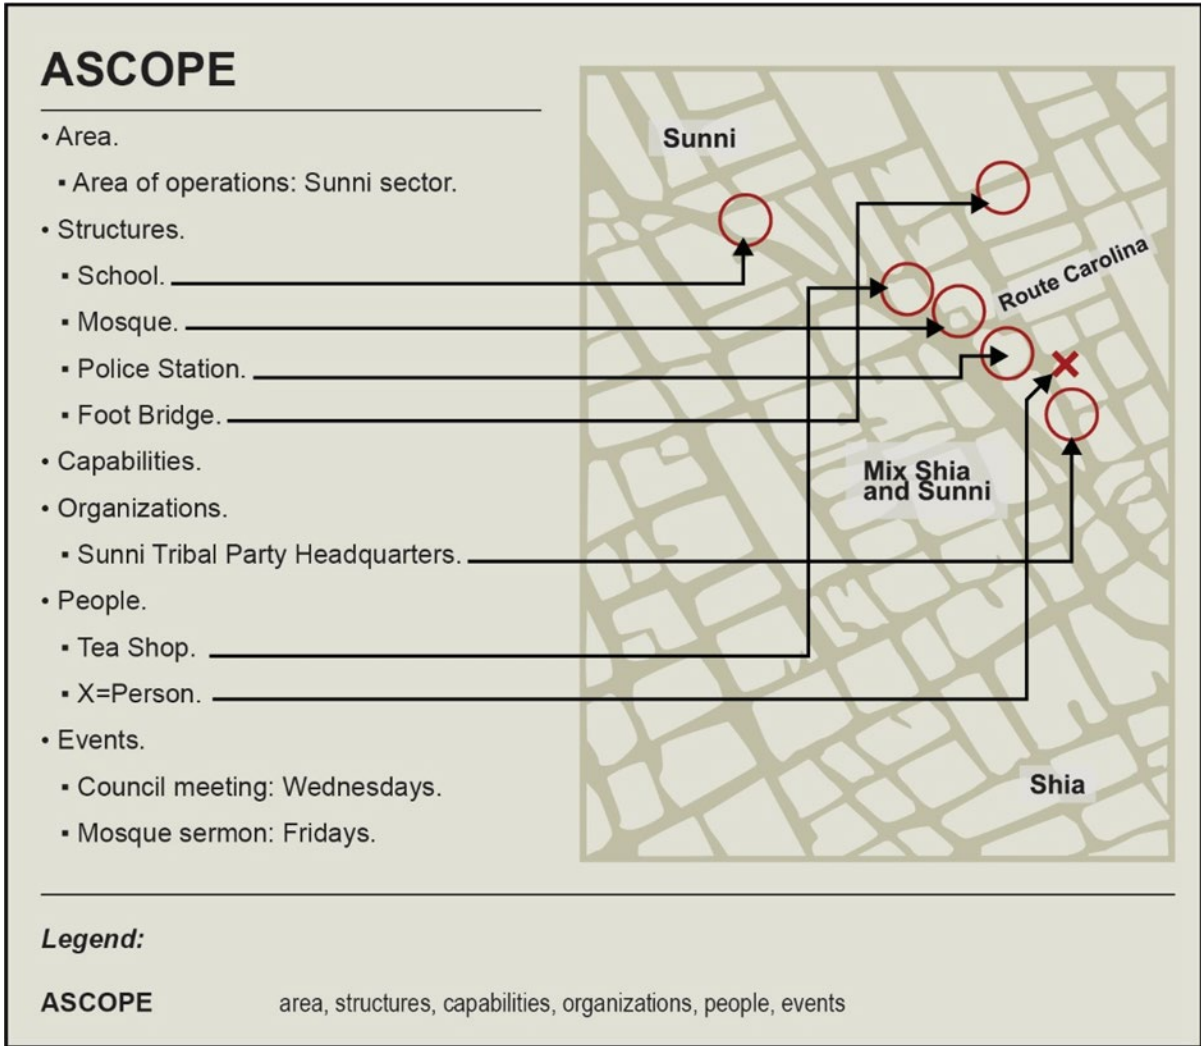 ASCOPE
• Area.
▪ Area of operations: Sunni sector.
• Structures.
▪ School.
▪ Mosque.
▪ Police Station.
▪ Foot Bridge.
• Capabilities.
• Organizations.
▪ Sunni Tribal Party Headquarters.
• People.
▪ Tea Shop.
▪ X=Person.
• Events.
▪ Council meeting: Wednesdays.
▪ Mosque sermon: Fridays.
Sunni
Route Carolina
Mix Shia
and Sunni
Shia
Legend:
ASCOPE area, structures, capabilities, organizations, people, events